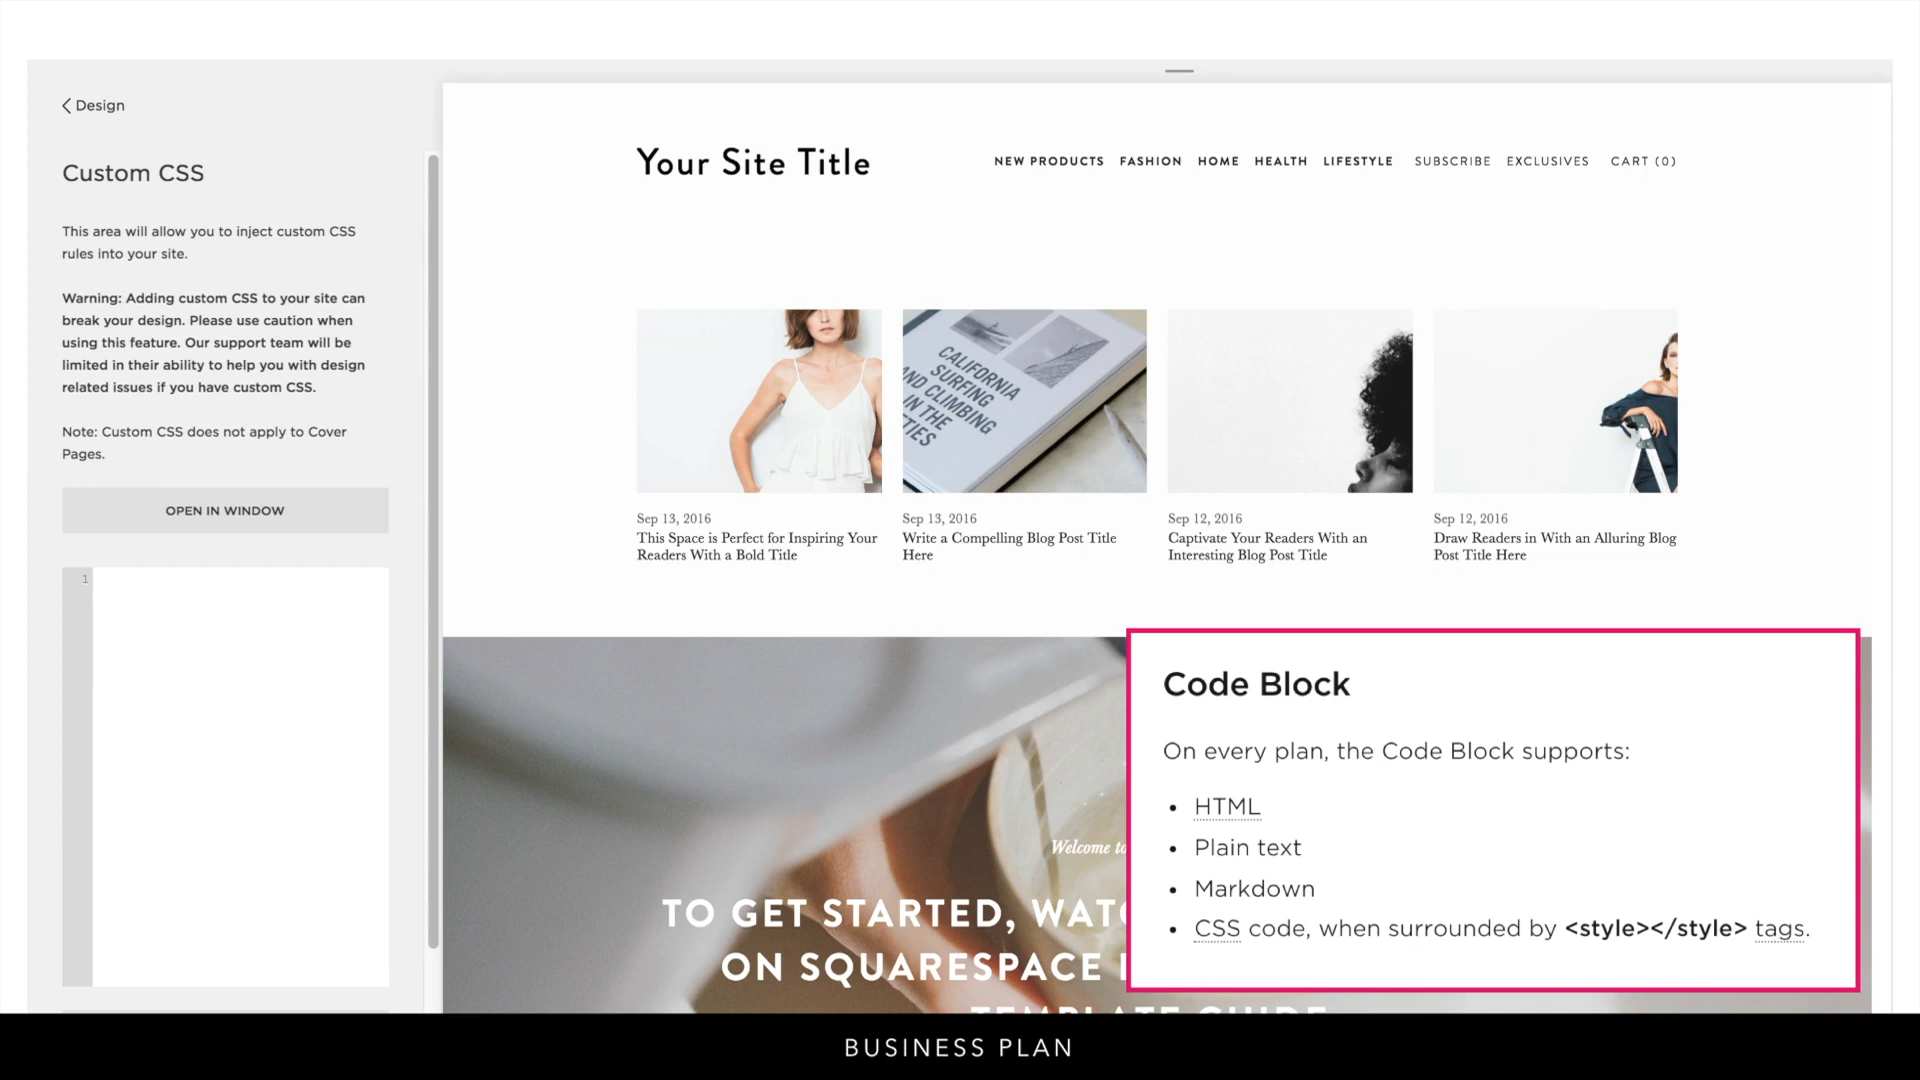 Design
Custom CSS
This area will allow you to inject custom CSS
rules into your site.
Warning: Adding custom CSS to your site can
break your design. Please use caution when
using this feature. Our support team will be
limited in their ability to help you with design
related issues if you have custom CSS.
Note: Custom CSS does not apply to Cover
Pages.
OPEN IN WINDOW
1
Your Site Title
NEW PRODUCTS FASHION HOME HEALTH LIFESTYLE SUBSCRIBE EXCLUSIVES CART (0)
CALIFORNIA
SURFING
AND CLIMBING
IN THE
Sep 13, 2016
This Space is Perfect for Inspiring Your
Readers With a Bold Title
Sep 13, 2016
Write a Compelling Blog Post Title
Here
Sep 12, 2016
Captivate Your Readers With an
Interesting Blog Post Title
Sep 12, 2016
Draw Readers in With an Alluring Blog
Post Title Here
Welcome to
TO GET STARTED, WATC
ON SQUARESPACE
TEMPLATE GUIDE
Code Block
On every plan, the Code Block supports:
• HTML
• Plain text
• Markdown
• CSS code, when surrounded by <style></style> tags.
BUSINESS PLAN